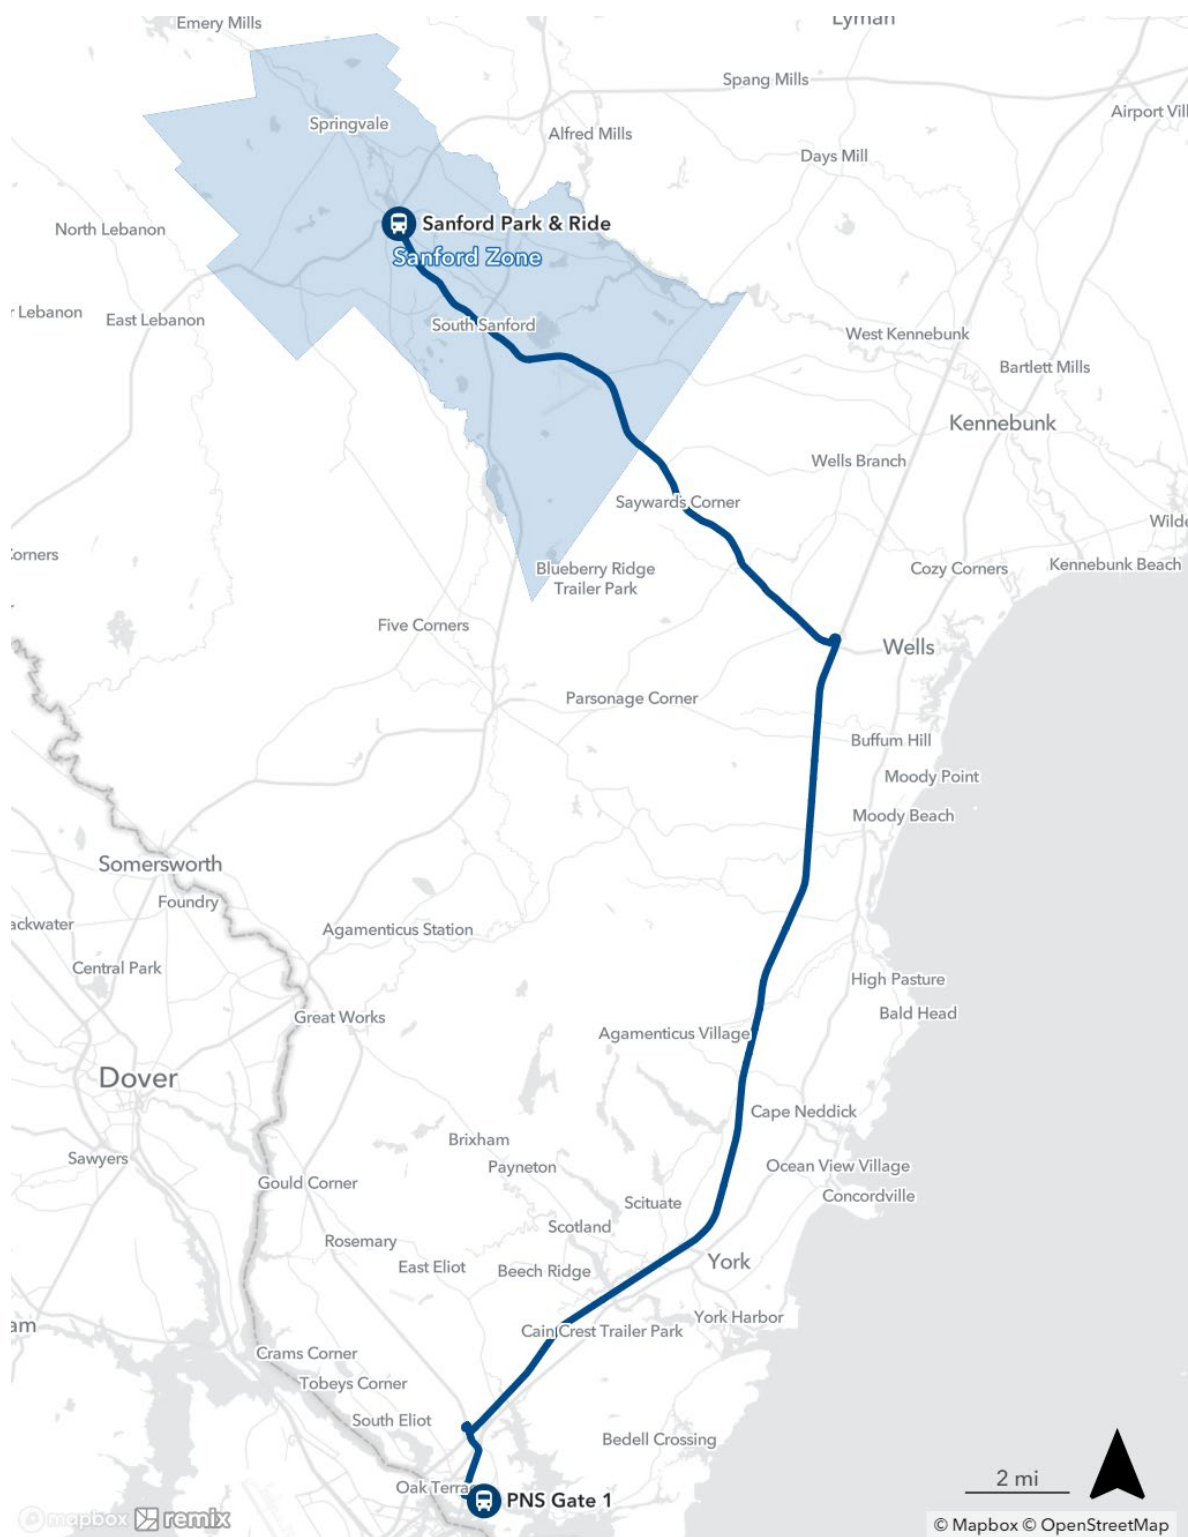 Emery Mills
Lyman
Spang Mills
Airport Vill
Springvale
Alfred Mills
Days Mill
North Lebanon
Sanford Park & Ride
Sanford Zone
r Lebanon
East Lebanon
South Sanford
West Kennebunk
Bartlett Mills
Kennebunk
Wells Branch
Saywards Corner
Wilde
Corners
Blueberry Ridge
Trailer Park
Cozy Corners
Kennebunk Beach
Five Corners
Wells
Parsonage Corner
Buffum Hill
Moody Point
Moody Beach
Somersworth
Foundry
ackwater
Agamenticus Station
Central Park
High Pasture
Bald Head
Great Works
Agamenticus Village
Dover
Cape Neddick
Brixham
Sawyers
Payneton
Ocean View Village
Gould Corner
Concordville
Scituate
Scotland
Rosemary
East Eliot
Beech Ridge
York
am
York Harbor
Cain Crest Trailer Park
Crams Corner
Tobeys Corner
South Eliot
Bedell Crossing
Oak Terra
2 mi
PNS Gate 1
mapbox remix
© Mapbox © OpenStreetMap